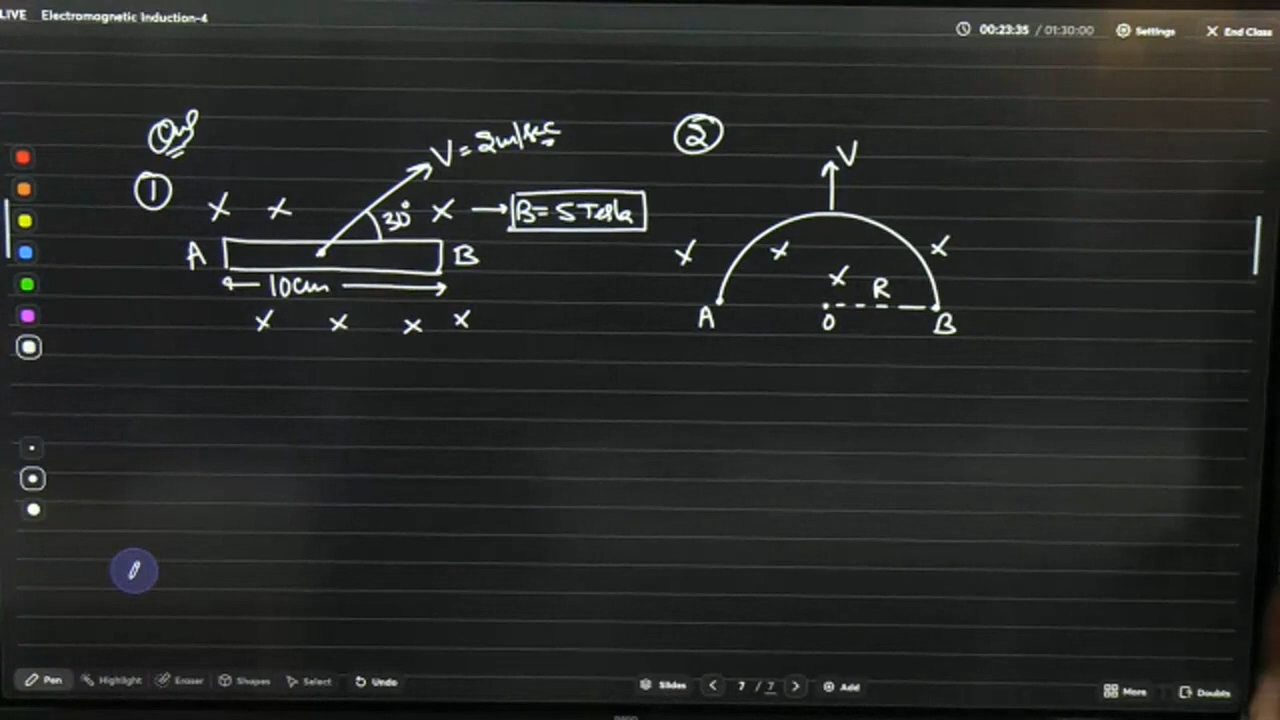 LIVE Electromagnetic Induction-4
00:23:35 / 01:30:00 Settings End Class
Ques
① V = 2m/sec
30° B = 5 Tesla
A B
10cm
② V
R
A O B
Pen Highlight Eraser Shapes Select Undo
Slides 7 / 7 Add
More Doubts